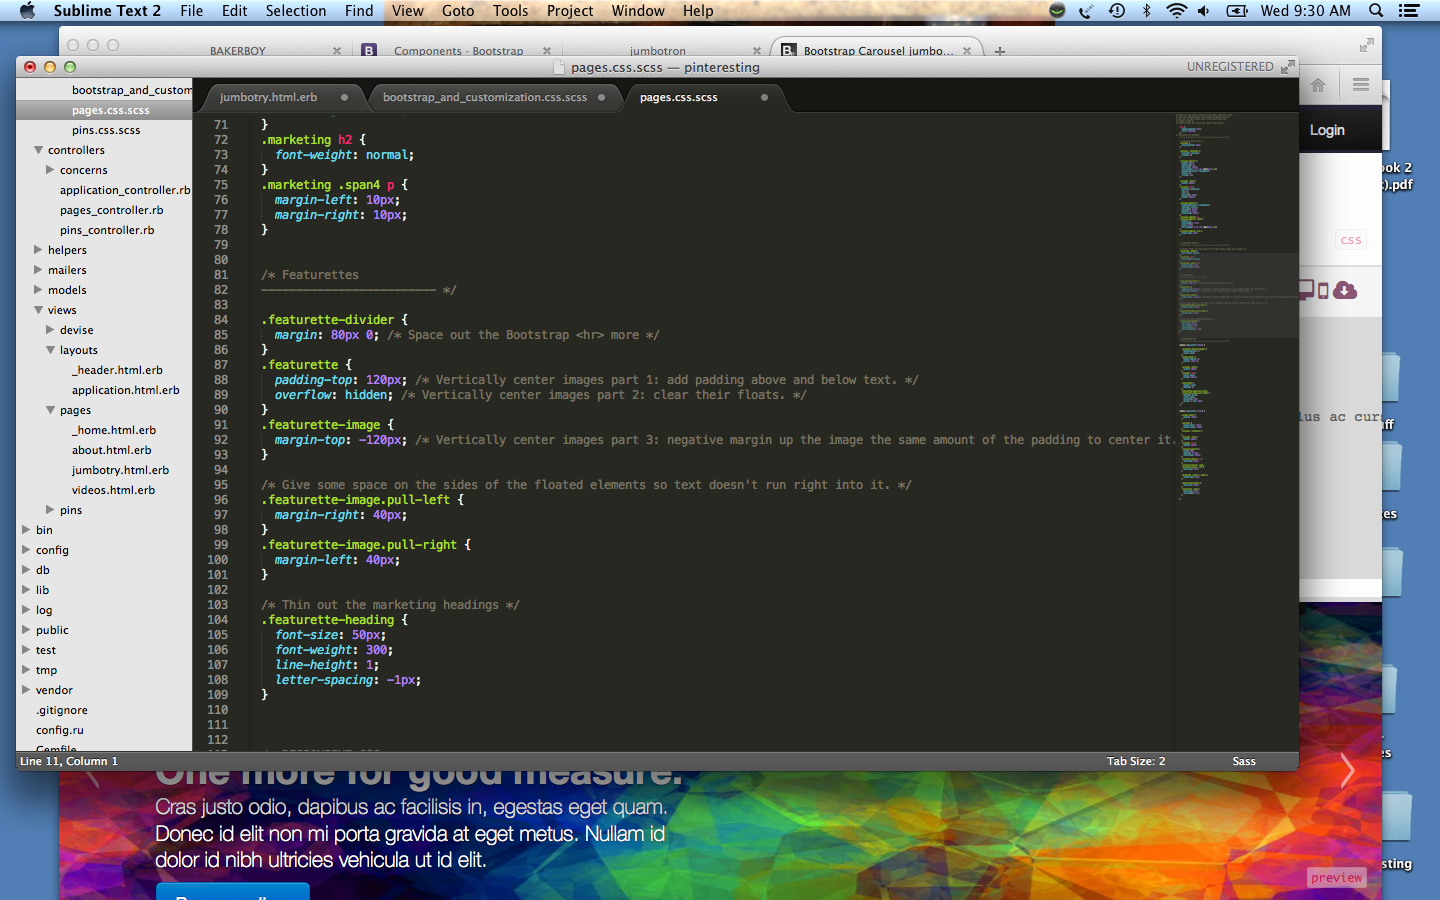 Sublime Text 2 File Edit Selection Find View Goto Tools Project Window Help Wed 9:30 AM
BAKERBOY Components · Bootstrap jumbotron Bootstrap Carousel jumbo...
pages.css.scss — pinteresting UNREGISTERED
jumbotry.html.erb bootstrap_and_customization.css.scss pages.css.scss
bootstrap_and_custom
pages.css.scss
pins.css.scss
controllers
concerns
application_controller.rb
pages_controller.rb
pins_controller.rb
helpers
mailers
models
views
devise
layouts
_header.html.erb
application.html.erb
pages
_home.html.erb
about.html.erb
jumbotry.html.erb
videos.html.erb
pins
bin
config
db
lib
log
public
test
tmp
vendor
.gitignore
config.ru
Gemfile
71 }
72 .marketing h2 {
73 font-weight: normal;
74 }
75 .marketing .span4 p {
76 margin-left: 10px;
77 margin-right: 10px;
78 }
79
80
81 /* Featurettes
82 ------------------------- */
83
84 .featurette-divider {
85 margin: 80px 0; /* Space out the Bootstrap <hr> more */
86 }
87 .featurette {
88 padding-top: 120px; /* Vertically center images part 1: add padding above and below text. */
89 overflow: hidden; /* Vertically center images part 2: clear their floats. */
90 }
91 .featurette-image {
92 margin-top: -120px; /* Vertically center images part 3: negative margin up the image the same amount of the padding to center it.
93 }
94
95 /* Give some space on the sides of the floated elements so text doesn't run right into it. */
96 .featurette-image.pull-left {
97 margin-right: 40px;
98 }
99 .featurette-image.pull-right {
100 margin-left: 40px;
101 }
102
103 /* Thin out the marketing headings */
104 .featurette-heading {
105 font-size: 50px;
106 font-weight: 300;
107 line-height: 1;
108 letter-spacing: -1px;
109 }
110
111
112
Line 11, Column 1 Tab Size: 2 Sass
Login
ook 2
k).pdf
css
lus ac curs
uff
tes
es
sting
One more for good measure.
Cras justo odio, dapibus ac facilisis in, egestas eget quam.
Donec id elit non mi porta gravida at eget metus. Nullam id
dolor id nibh ultricies vehicula ut id elit.
preview